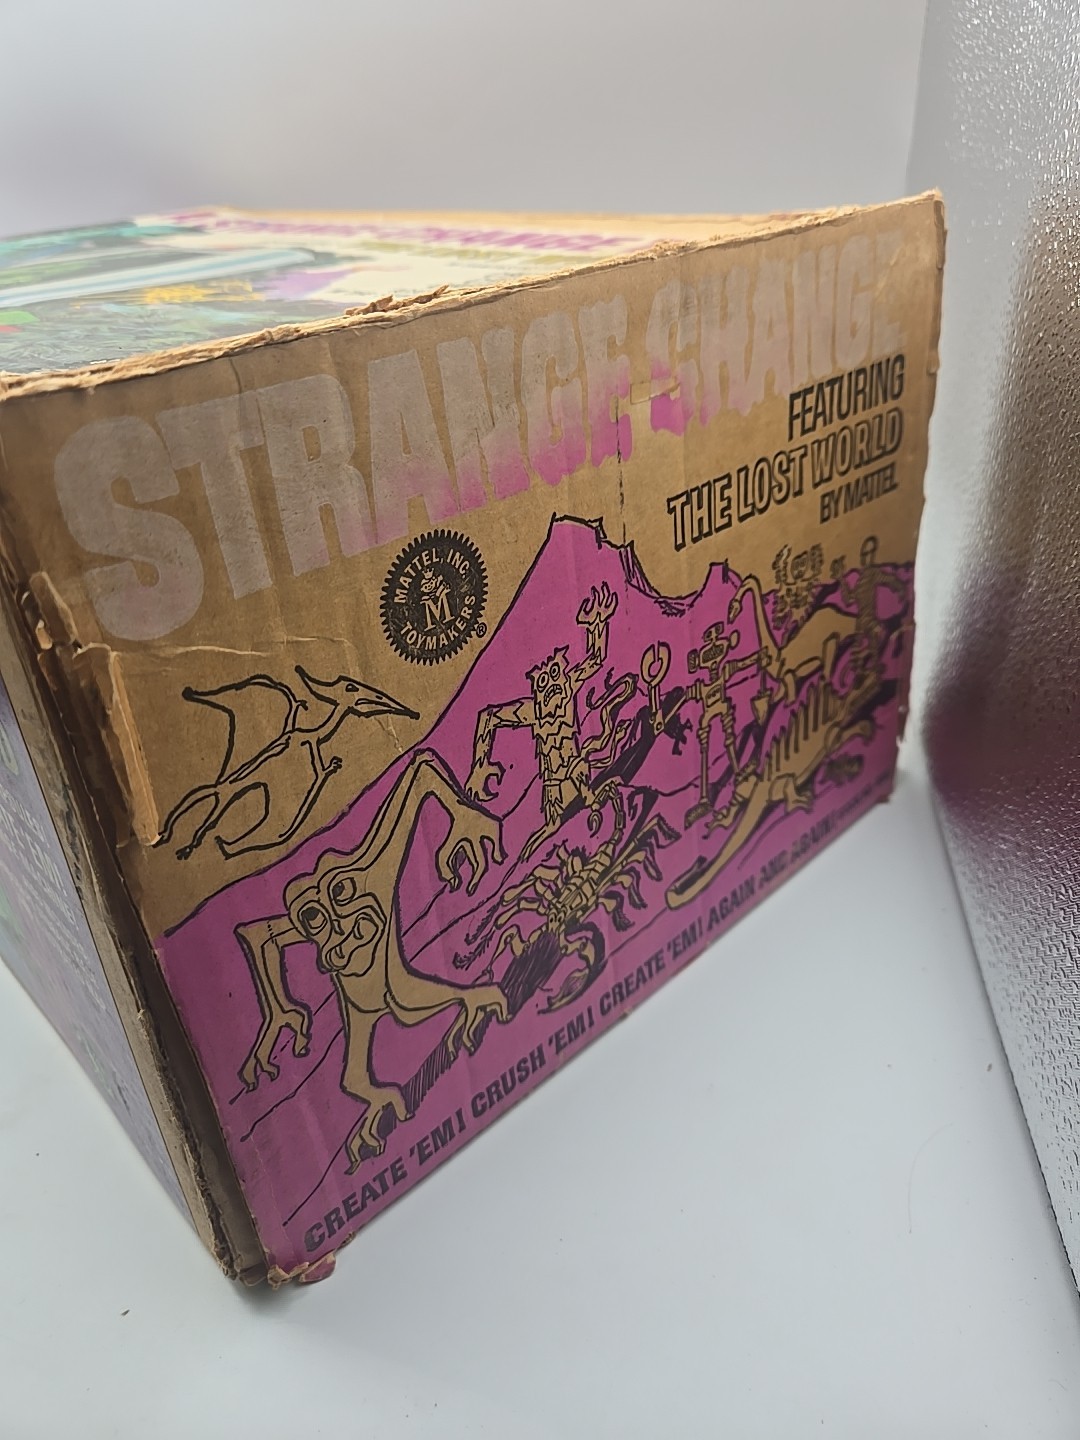 STRANGE CHANGE
FEATURING
THE LOST WORLD
BY MATTEL
MATTEL, INC.
M
TOYMAKERS ®
CREATE 'EM! CRUSH 'EM! CREATE 'EM! AGAIN AND AGAIN!